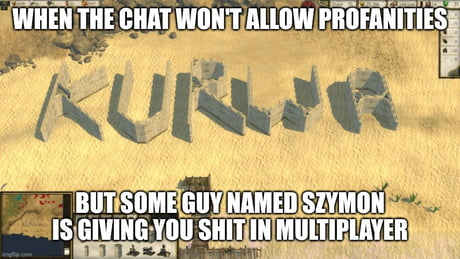 WHEN THE CHAT WON'T ALLOW PROFANITIES
KURWA
BUT SOME GUY NAMED SZYMON
IS GIVING YOU SHIT IN MULTIPLAYER
imgflip.com